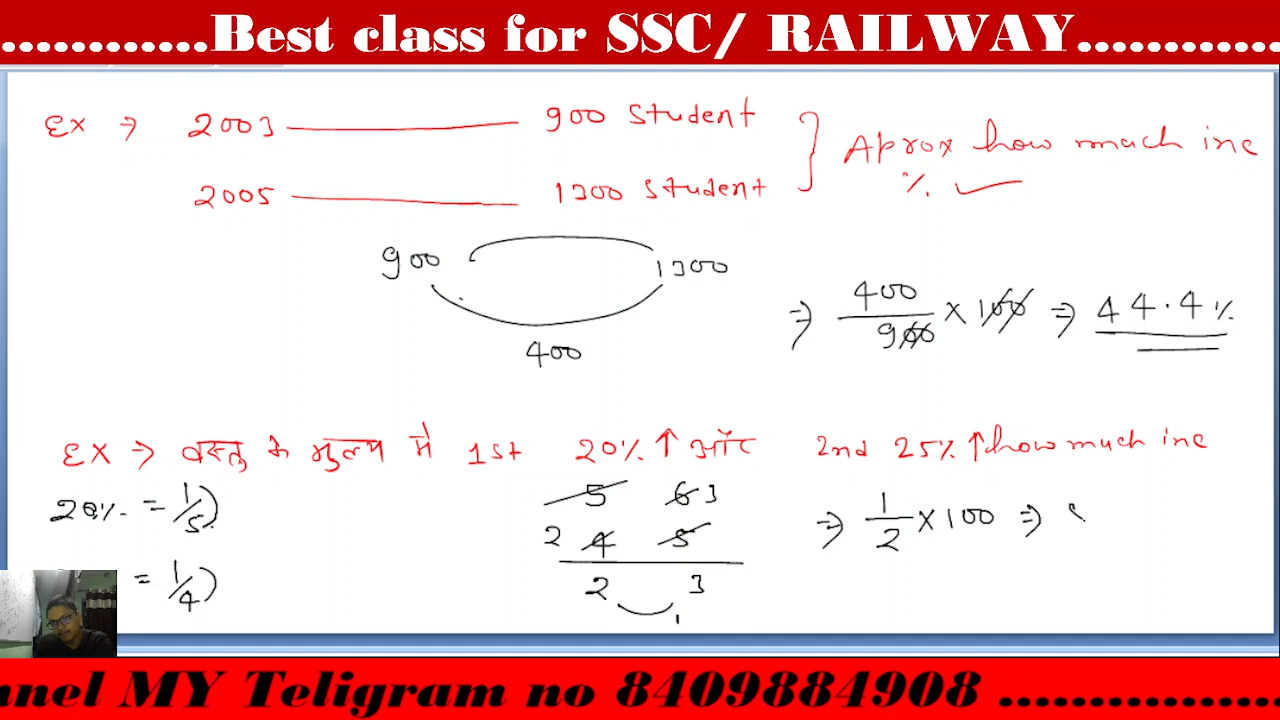 ............Best class for SSC/ RAILWAY............
Ex → 2003 — 900 student
2005 — 1300 student
} Aprox how much inc %
900 1300
400
⇒ 400/900 × 100 ⇒ 44.4%
Ex → वस्तु के मुल्य में 1st 20% ↑ और 2nd 25% ↑ how much inc
20% = 1/5
= 1/4
5 6 3
2 4 5
2 3
1
⇒ 1/2 × 100 ⇒
nnel MY Teligram no 8409884908 ............